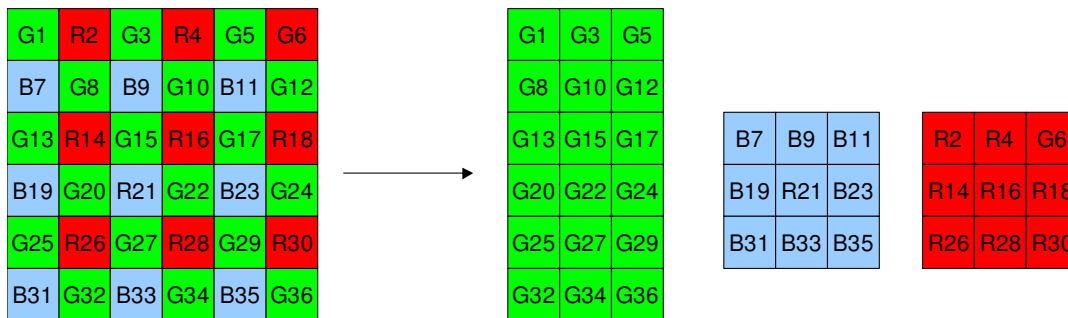 G1 R2 G3 R4 G5 G6
B7 G8 B9 G10 B11 G12
G13 R14 G15 R16 G17 R18
B19 G20 R21 G22 B23 G24
G25 R26 G27 R28 G29 R30
B31 G32 B33 G34 B35 G36
G1 G3 G5
G8 G10 G12
G13 G15 G17
G20 G22 G24
G25 G27 G29
G32 G34 G36
B7 B9 B11
B19 R21 B23
B31 B33 B35
R2 R4 G6
R14 R16 R18
R26 R28 R30